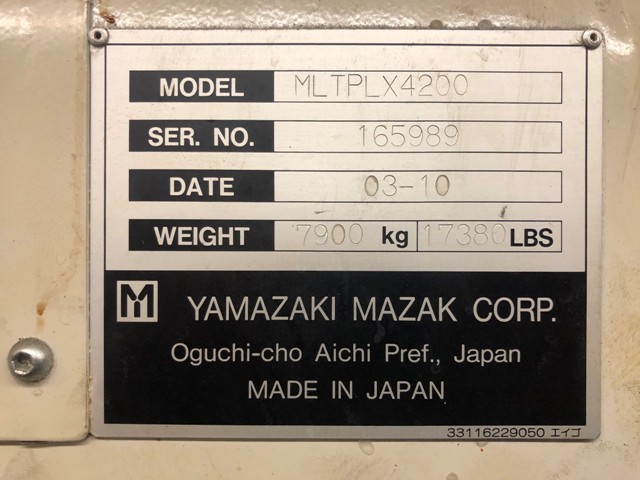 MODEL MLTPLX4200
SER. NO. 165989
DATE 03-10
WEIGHT 7900 kg 17380 LBS
M YAMAZAKI MAZAK CORP.
Oguchi-cho Aichi Pref., Japan
MADE IN JAPAN
33116229050 エイゴ